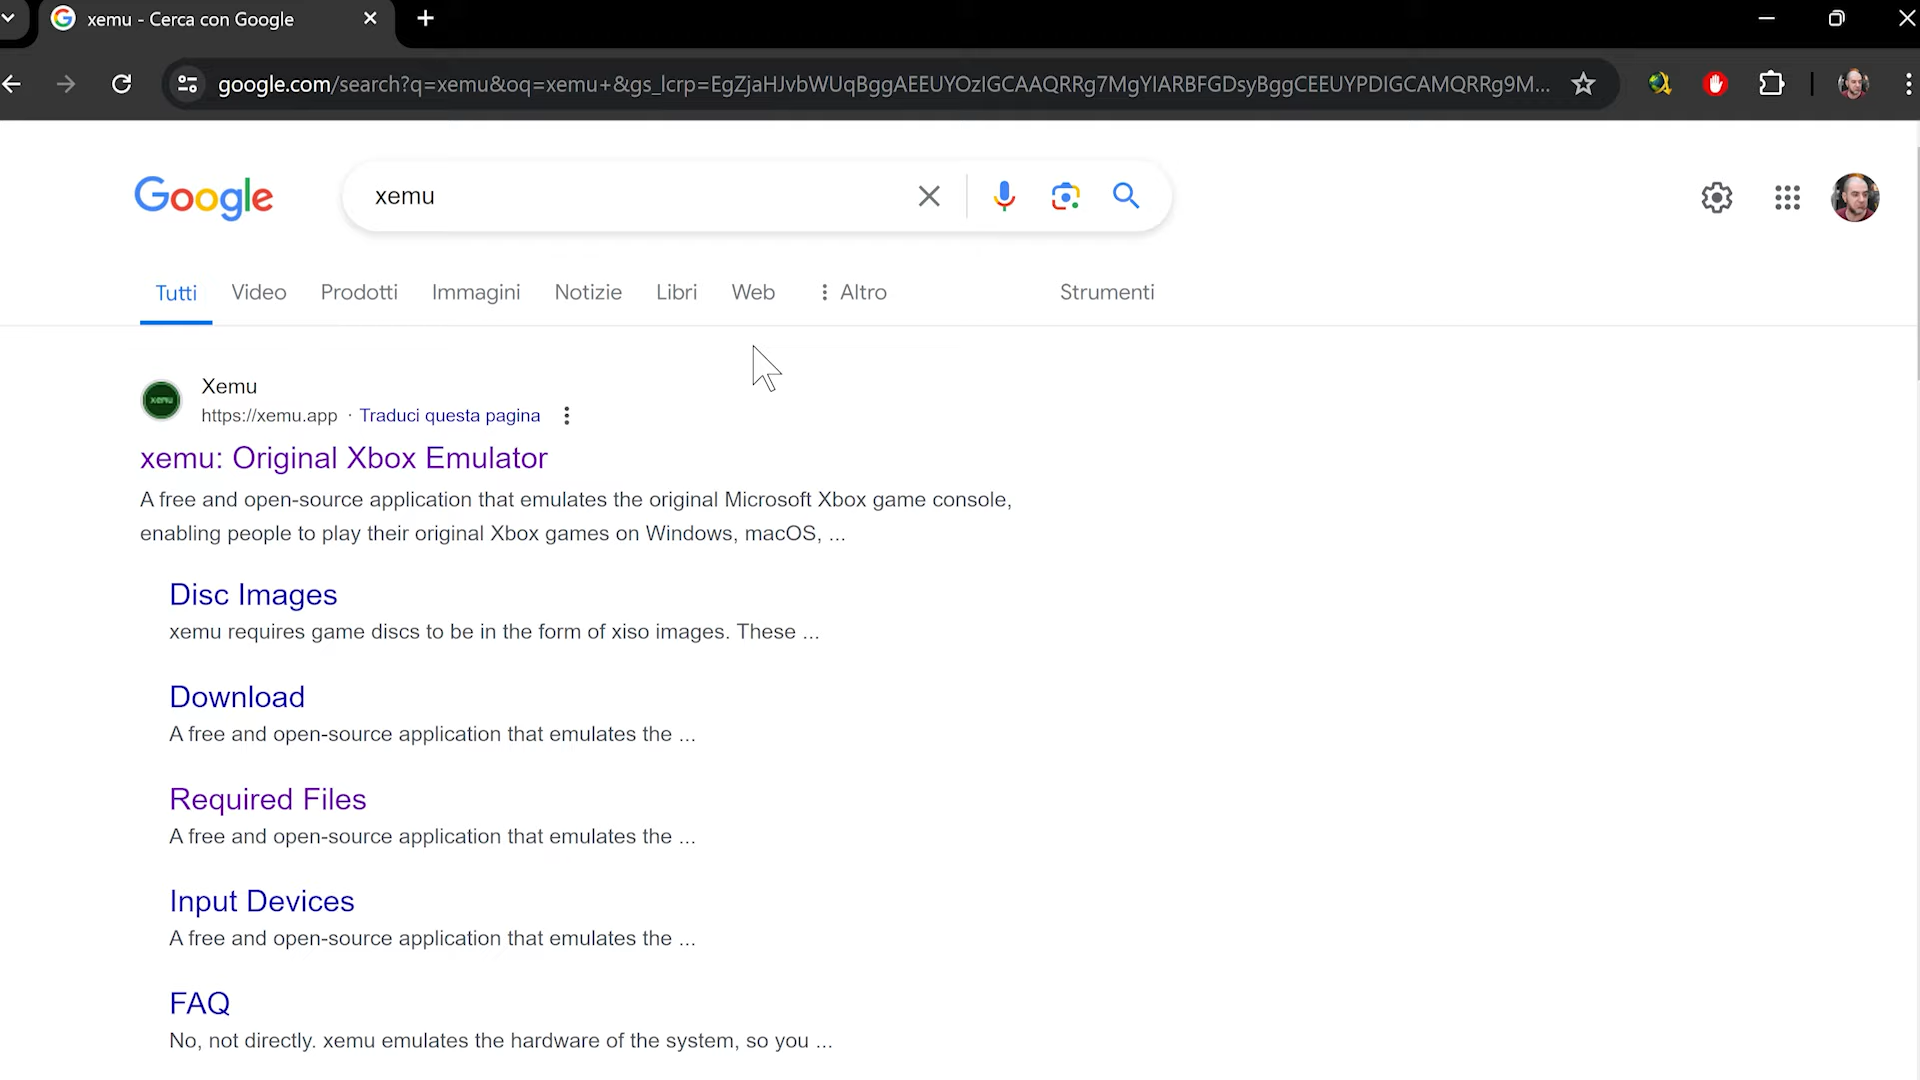 xemu - Cerca con Google
google.com/search?q=xemu&oq=xemu+&gs_lcrp=EgZjaHJvbWUqBggAEEUYOzIGCAAQRRg7MgYIARBFGDsyBggCEEUYPDIGCAMQRRg9M...
Google
xemu
Tutti Video Prodotti Immagini Notizie Libri Web Altro Strumenti
xemu
Xemu
https://xemu.app · Traduci questa pagina
xemu: Original Xbox Emulator
A free and open-source application that emulates the original Microsoft Xbox game console,
enabling people to play their original Xbox games on Windows, macOS, ...
Disc Images
xemu requires game discs to be in the form of xiso images. These ...
Download
A free and open-source application that emulates the ...
Required Files
A free and open-source application that emulates the ...
Input Devices
A free and open-source application that emulates the ...
FAQ
No, not directly. xemu emulates the hardware of the system, so you ...